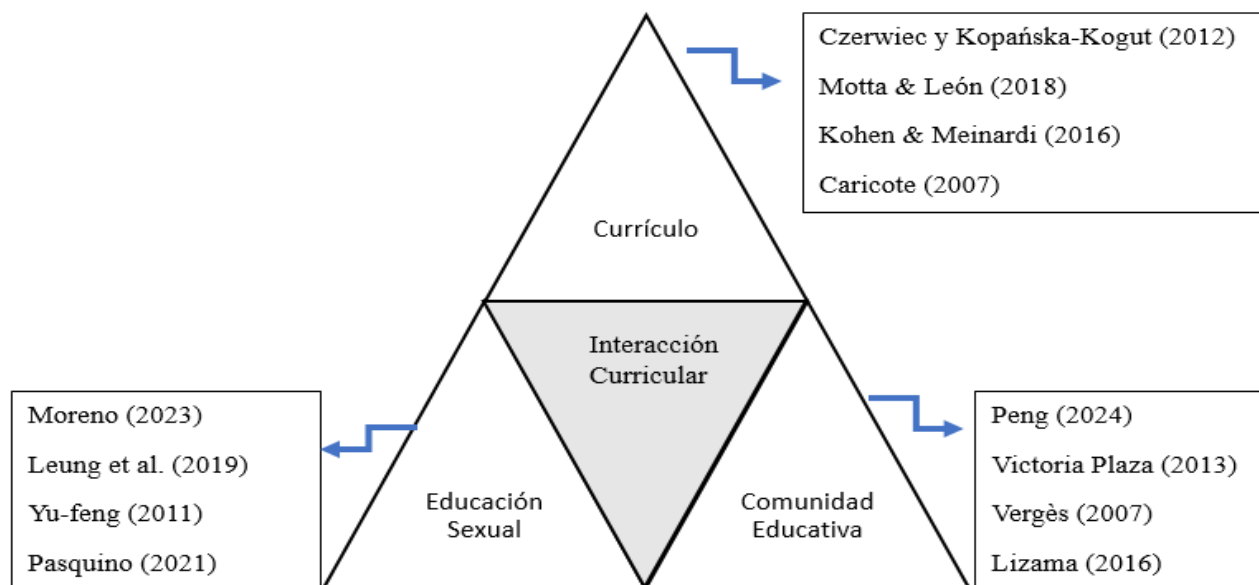 Czerwiec y Kopańska-Kogut (2012)
Motta & León (2018)
Kohen & Meinardi (2016)
Caricote (2007)
Currículo
Interacción
Curricular
Moreno (2023)
Leung et al. (2019)
Yu-feng (2011)
Pasquino (2021)
Educación
Sexual
Comunidad
Educativa
Peng (2024)
Victoria Plaza (2013)
Vergès (2007)
Lizama (2016)